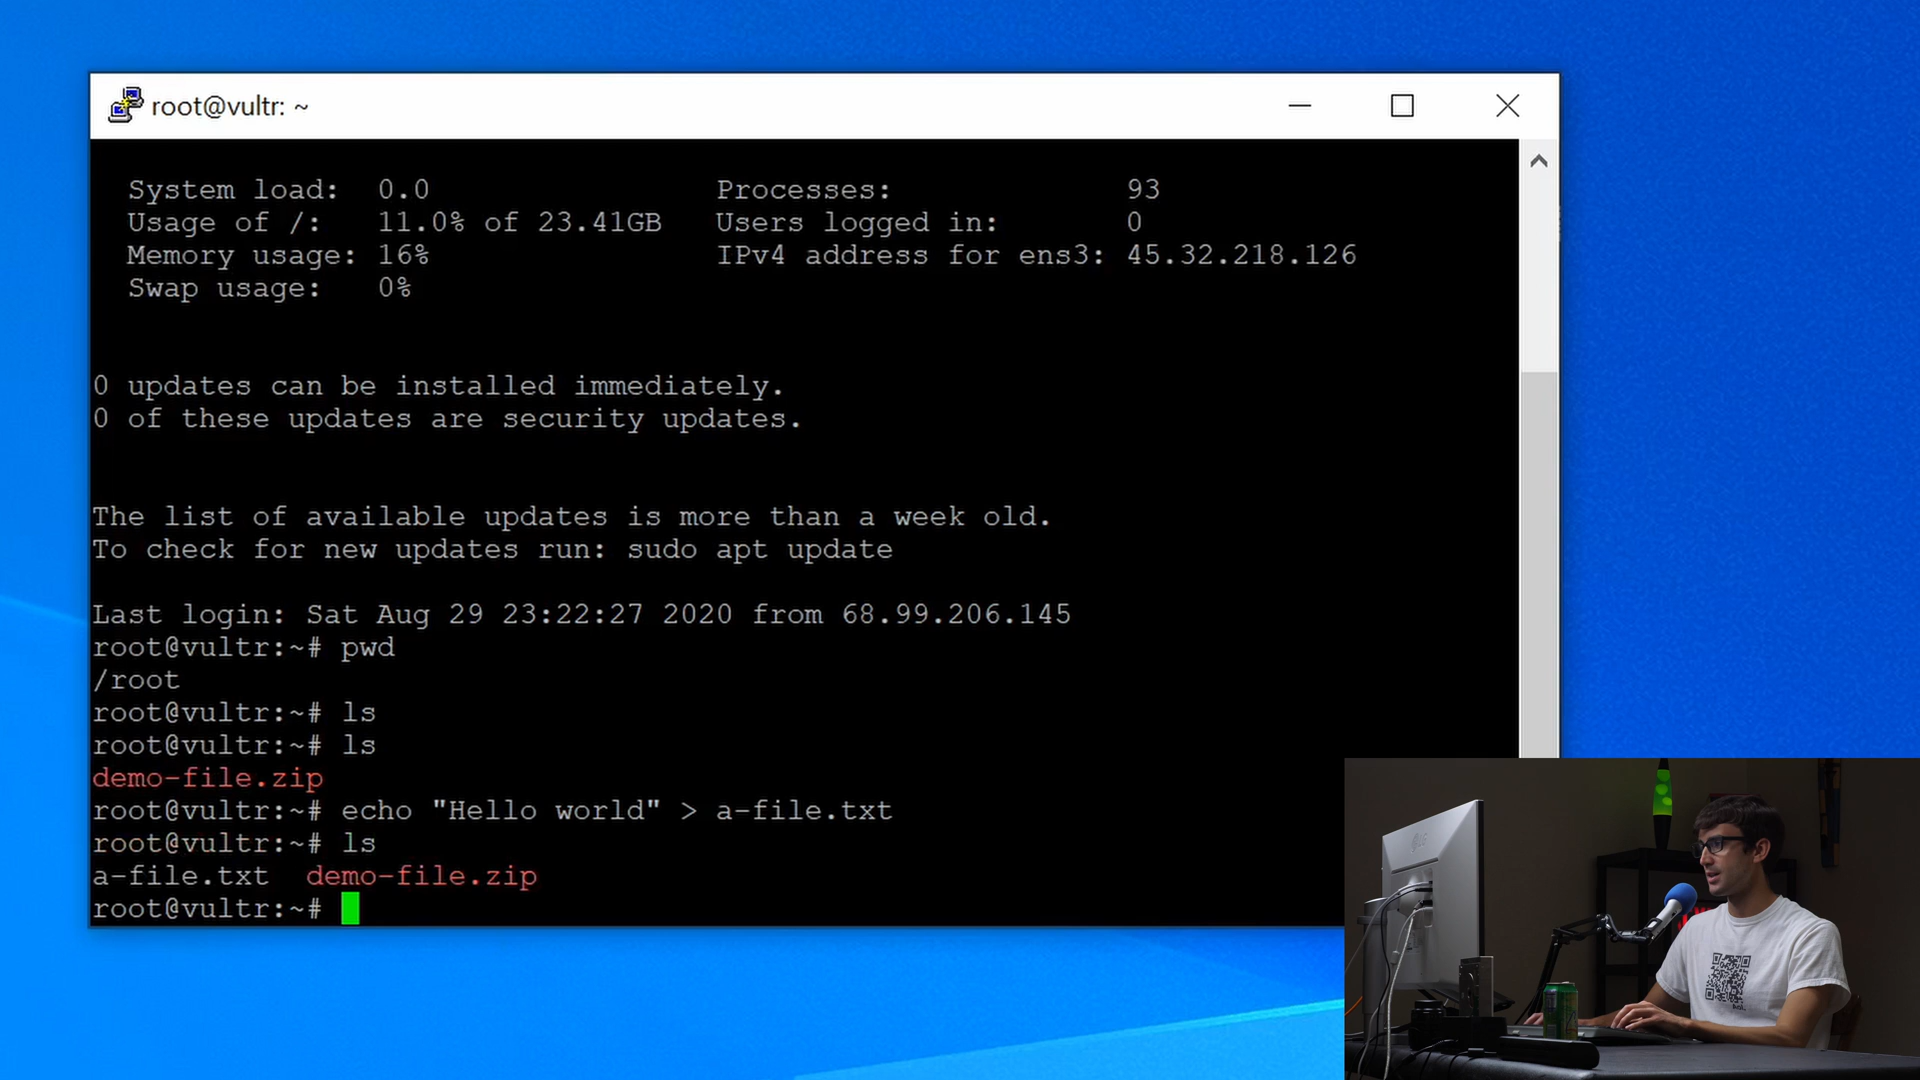 root@vultr: ~
System load: 0.0 Processes: 93
Usage of /: 11.0% of 23.41GB Users logged in: 0
Memory usage: 16% IPv4 address for ens3: 45.32.218.126
Swap usage: 0%
0 updates can be installed immediately.
0 of these updates are security updates.
The list of available updates is more than a week old.
To check for new updates run: sudo apt update
Last login: Sat Aug 29 23:22:27 2020 from 68.99.206.145
root@vultr:~# pwd
/root
root@vultr:~# ls
root@vultr:~# ls
demo-file.zip
root@vultr:~# echo "Hello world" > a-file.txt
root@vultr:~# ls
a-file.txt demo-file.zip
root@vultr:~#